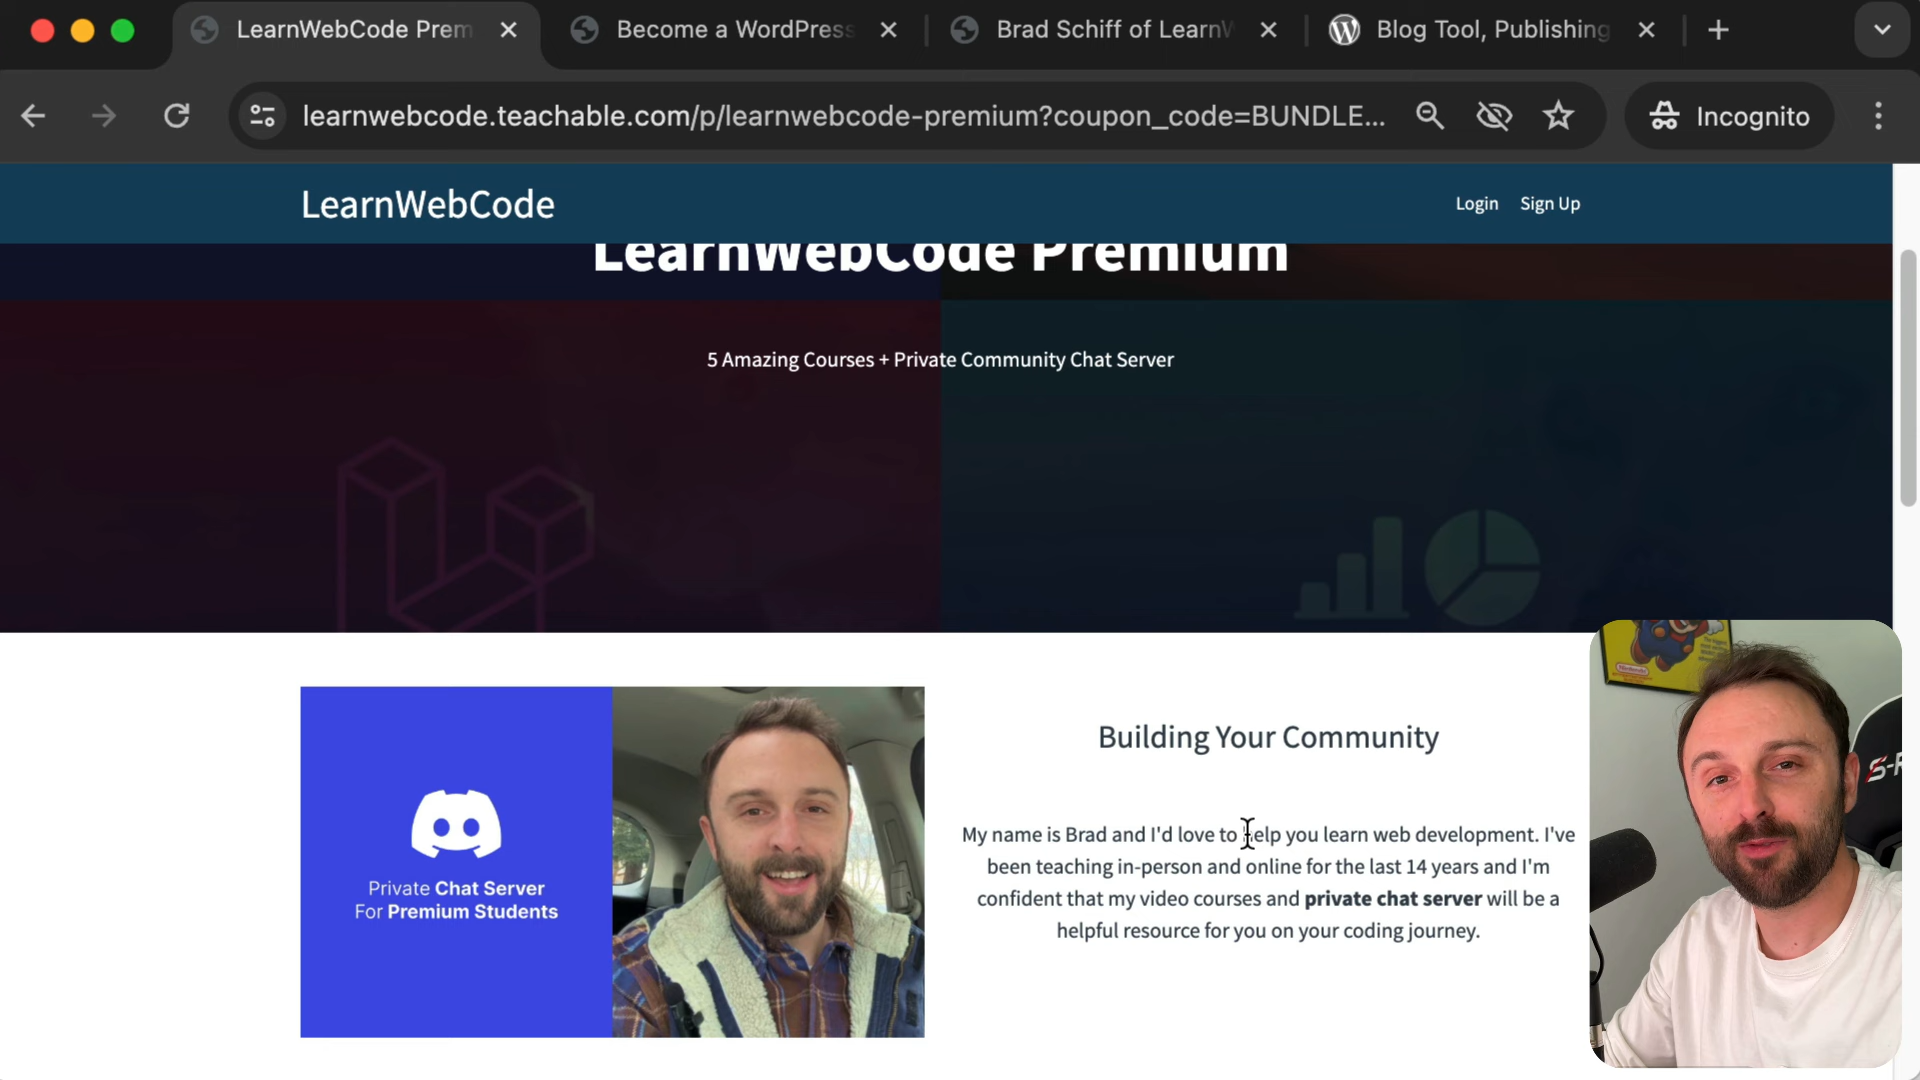 LearnWebCode Prem
Become a WordPress
Brad Schiff of LearnW
Blog Tool, Publishing
learnwebcode.teachable.com/p/learnwebcode-premium?coupon_code=BUNDLE...
Incognito
LearnWebCode
Login
Sign Up
LearnWebCode Premium
5 Amazing Courses + Private Community Chat Server
Private Chat Server
For Premium Students
Building Your Community
My name is Brad and I'd love to help you learn web development. I've
been teaching in-person and online for the last 14 years and I'm
confident that my video courses and private chat server will be a
helpful resource for you on your coding journey.
Nintendo